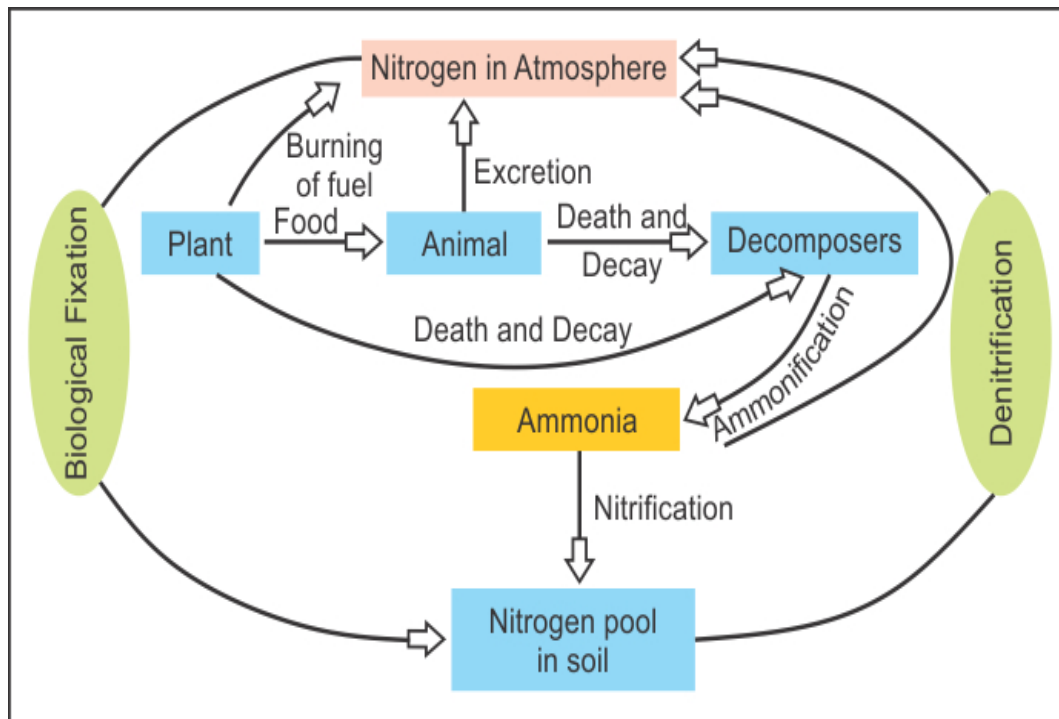 Nitrogen in Atmosphere
Burning
of fuel
Excretion
Food
Plant
Animal
Death and
Decay
Decomposers
Biological Fixation
Denitrification
Death and Decay
Ammonification
Ammonia
Nitrification
Nitrogen pool
in soil